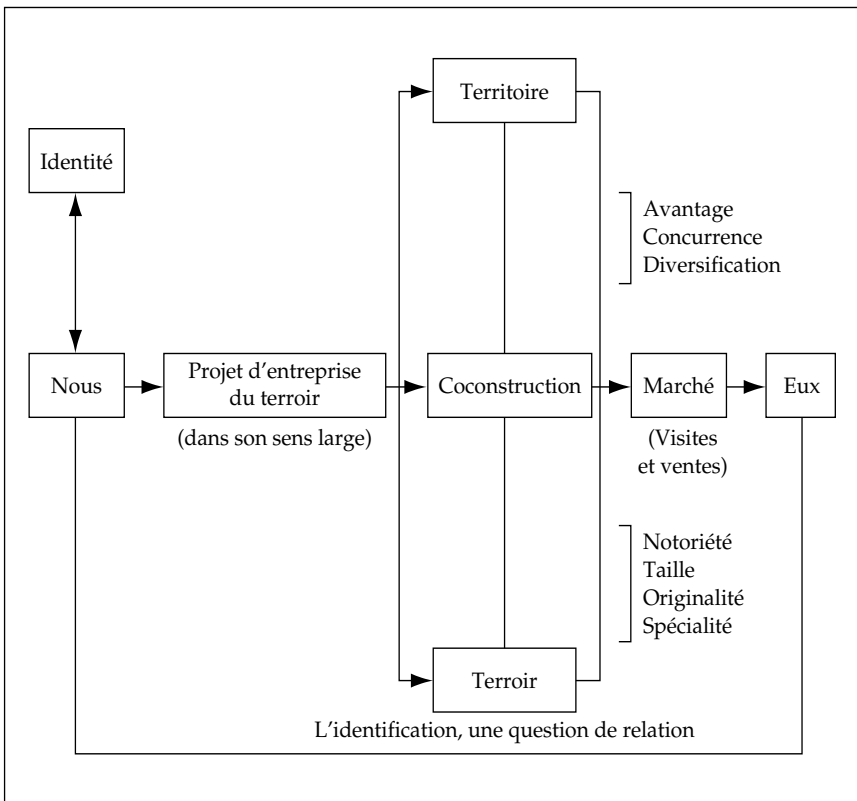 Territoire
Identité
Avantage
Concurrence
Diversification
Nous
Projet d'entreprise
du terroir
(dans son sens large)
Coconstruction
Marché
(Visites
et ventes)
Eux
Notoriété
Taille
Originalité
Spécialité
Terroir
L'identification, une question de relation